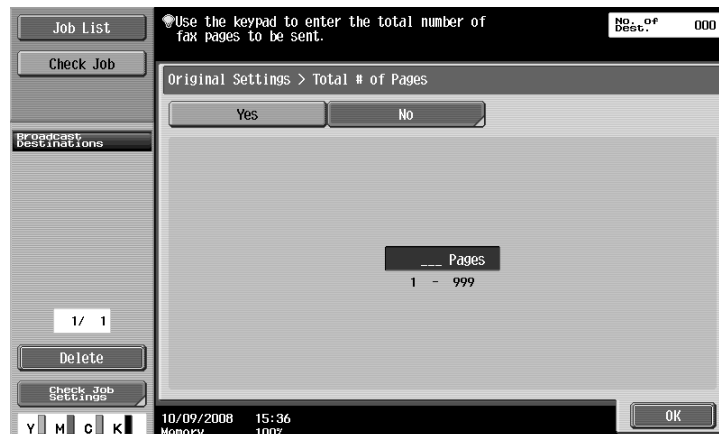 Job List
Check Job
Broadcast
Destinations
1/ 1
Delete
Check Job
Settings
Y M C K
Use the keypad to enter the total number of
fax pages to be sent.
No. of
Dest.
000
Original Settings > Total # of Pages
Yes
No
___ Pages
1 - 999
10/09/2008 15:36
Memory 100%
OK